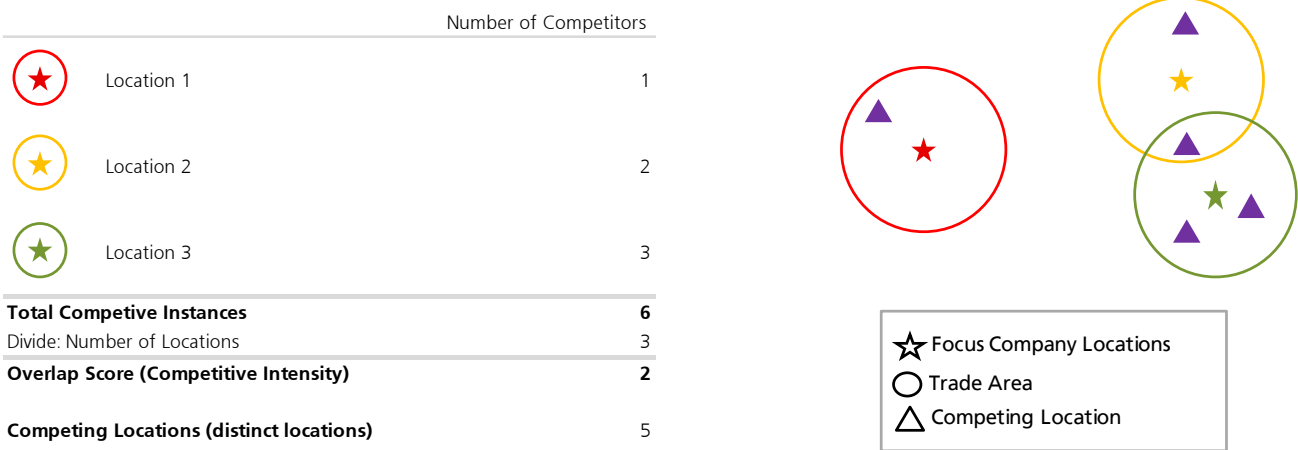 Number of Competitors
Location 1 1
Location 2 2
Location 3 3
Total Competive Instances 6
Divide: Number of Locations 3
Overlap Score (Competitive Intensity) 2
Competing Locations (distinct locations) 5
Focus Company Locations
Trade Area
Competing Location